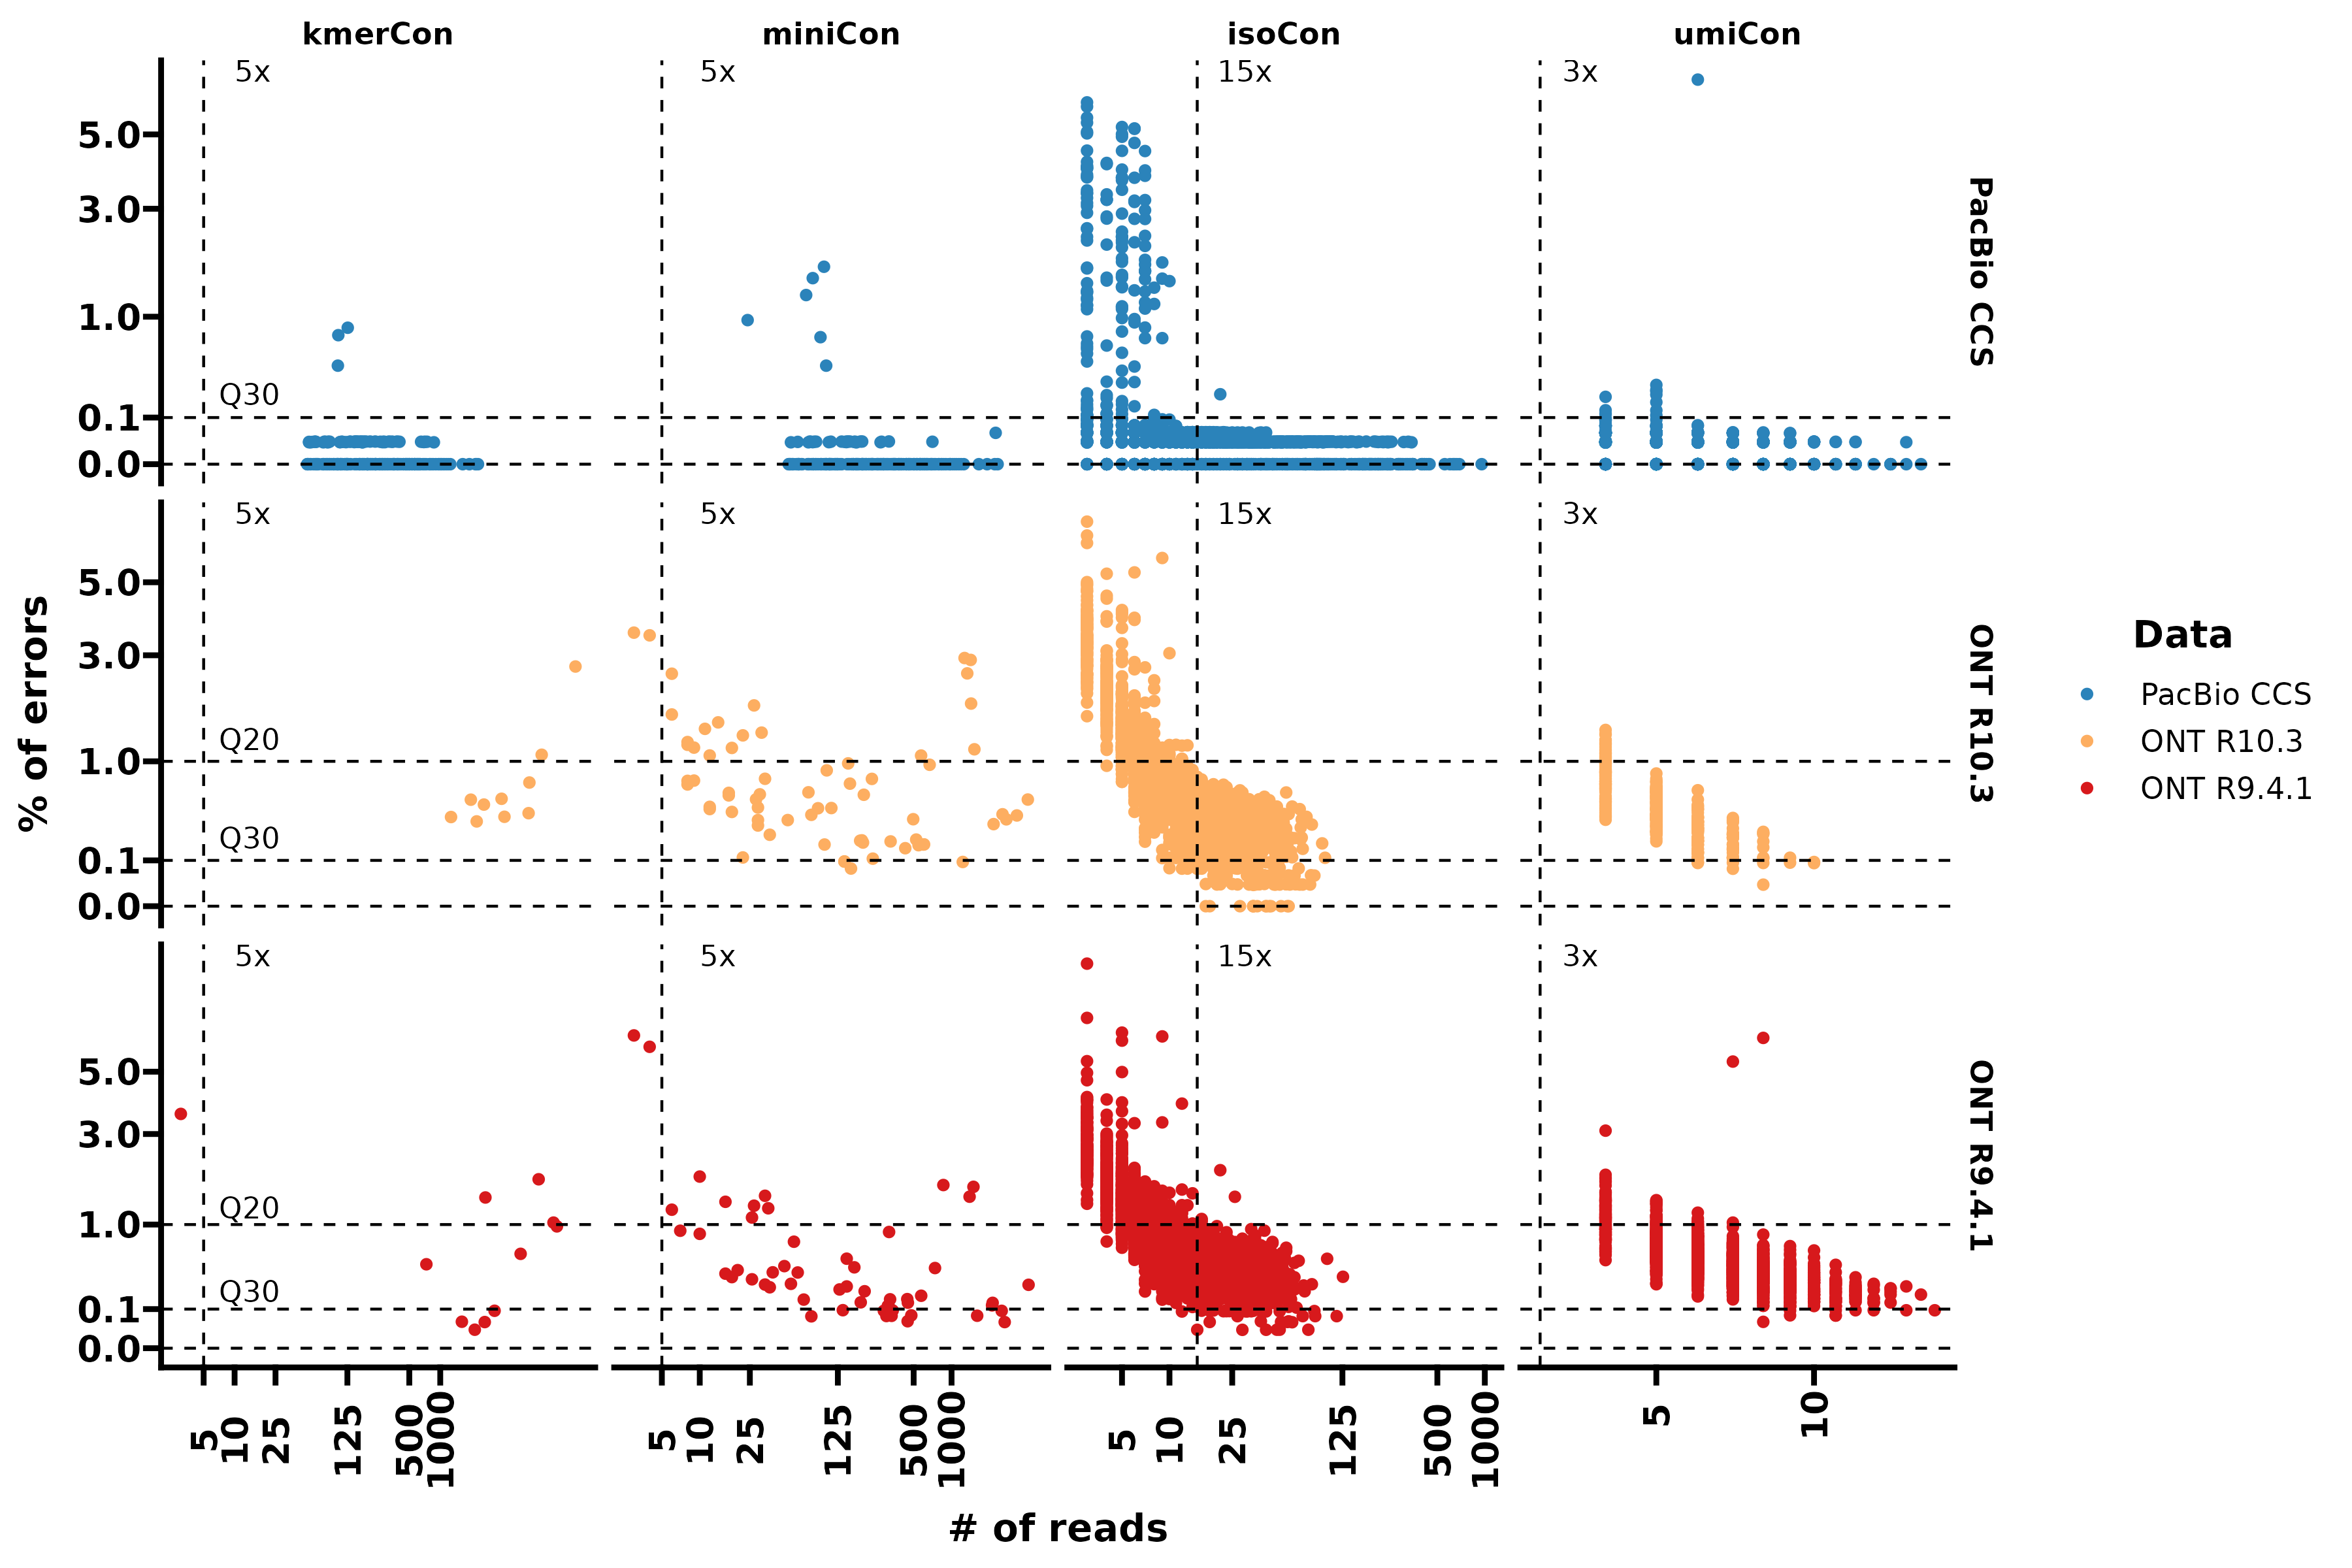 kmerCon miniCon isoCon umiCon
5x 5x 15x 3x
5.0
3.0
1.0
Q30
0.1
0.0
PacBio CCS
5x 5x 15x 3x
5.0
3.0
Q20
1.0
Q30
0.1
0.0
ONT R10.3
5x 5x 15x 3x
5.0
3.0
Q20
1.0
Q30
0.1
0.0
ONT R9.4.1
% of errors
5 10 25 125 500 1000 5 10 25 125 500 1000 5 10 25 125 500 1000 5 10
# of reads
Data
PacBio CCS
ONT R10.3
ONT R9.4.1